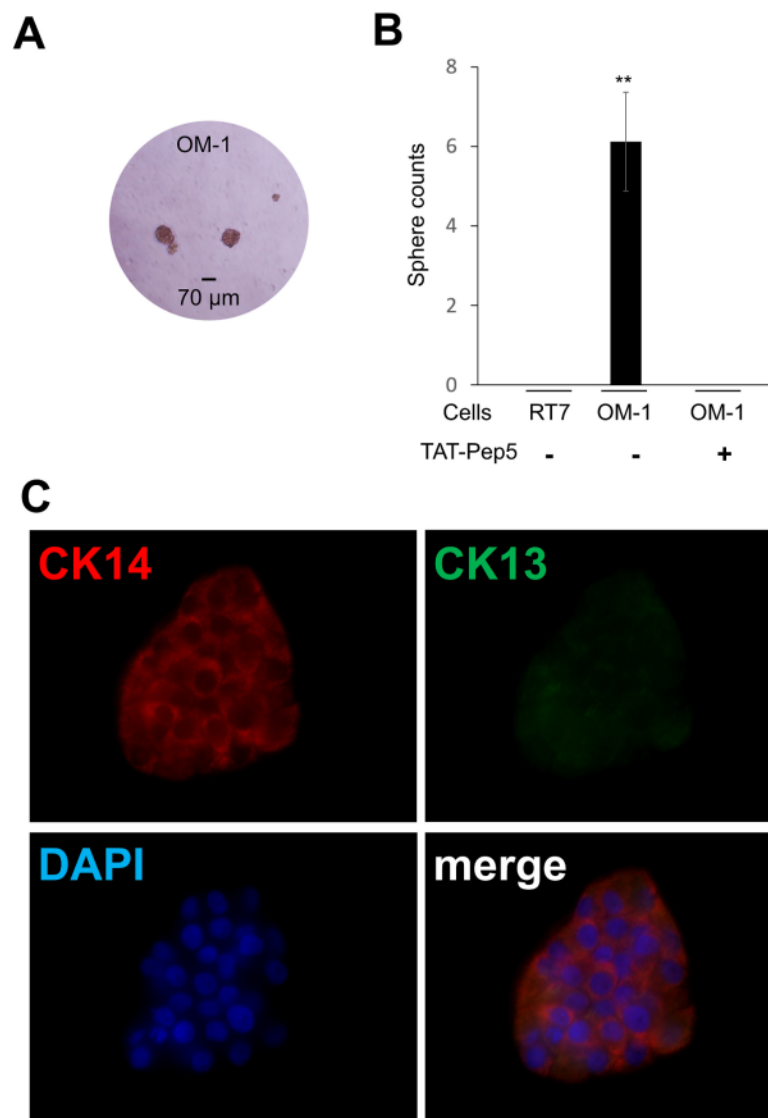 A
OM-1
70 µm
B
Sphere counts
8
6
4
2
0
**
Cells RT7 OM-1 OM-1
TAT-Pep5 - - +
C
CK14
CK13
DAPI
merge